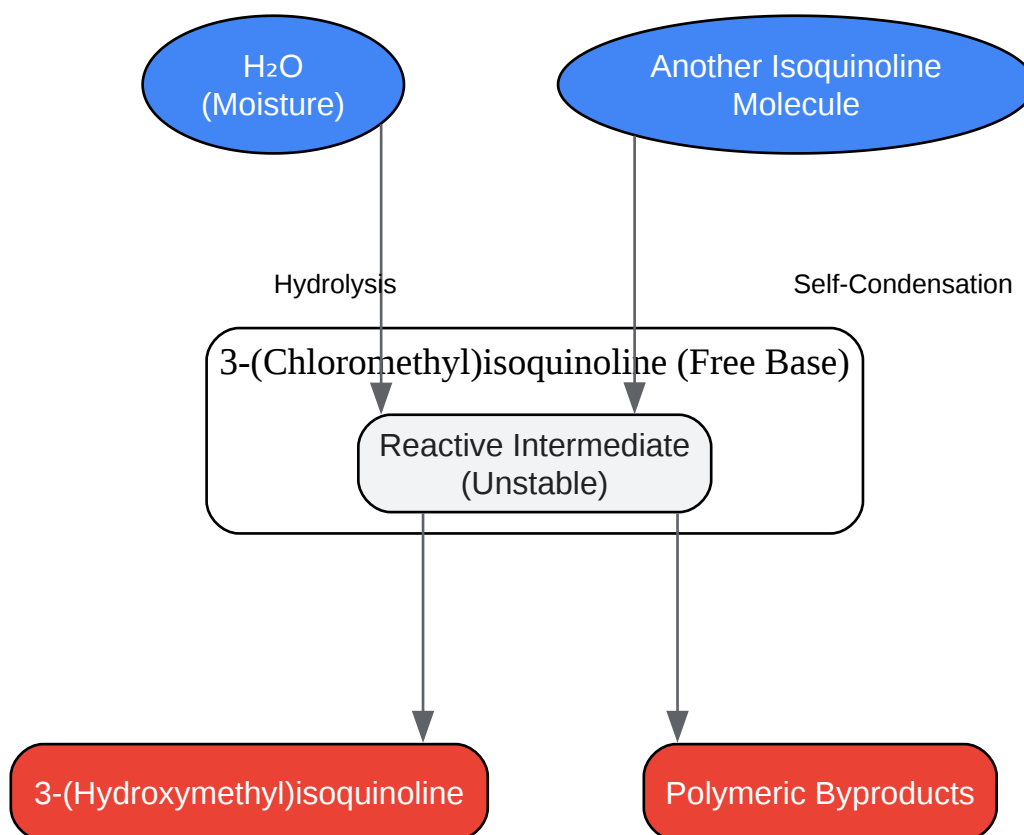 H₂O
(Moisture)
Another Isoquinoline
Molecule
Hydrolysis
Self-Condensation
3-(Chloromethyl)isoquinoline (Free Base)
Reactive Intermediate
(Unstable)
3-(Hydroxymethyl)isoquinoline
Polymeric Byproducts